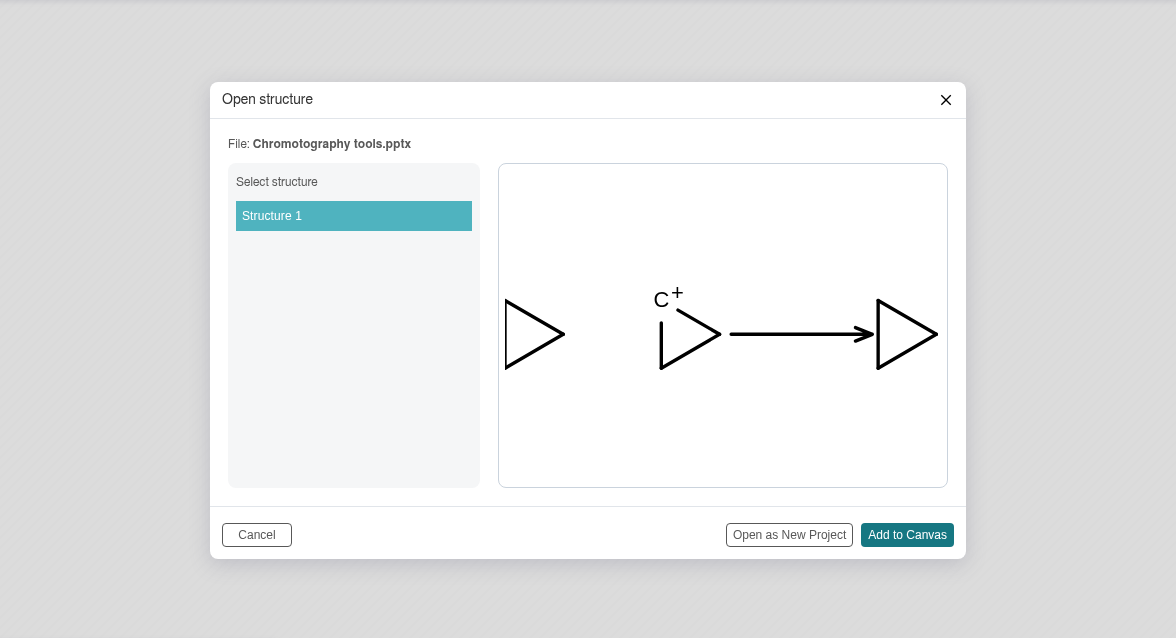 Open structure
File: Chromotography tools.pptx
Select structure
Structure 1
C+
Cancel
Open as New Project
Add to Canvas